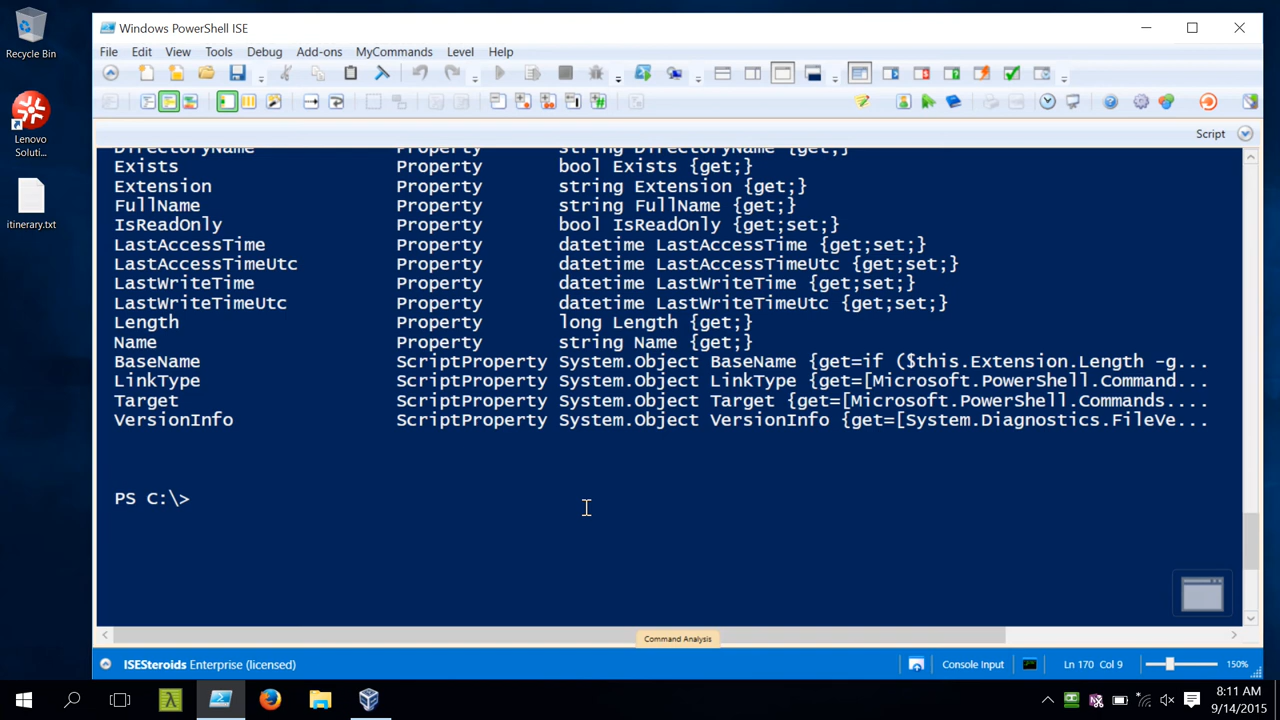 Recycle Bin
Lenovo
Soluti...
itinerary.txt
Windows PowerShell ISE
File Edit View Tools Debug Add-ons MyCommands Level Help
Script
DirectoryName Property string DirectoryName {get;}
Exists Property bool Exists {get;}
Extension Property string Extension {get;}
FullName Property string FullName {get;}
IsReadOnly Property bool IsReadOnly {get;set;}
LastAccessTime Property datetime LastAccessTime {get;set;}
LastAccessTimeUtc Property datetime LastAccessTimeUtc {get;set;}
LastWriteTime Property datetime LastWriteTime {get;set;}
LastWriteTimeUtc Property datetime LastWriteTimeUtc {get;set;}
Length Property long Length {get;}
Name Property string Name {get;}
BaseName ScriptProperty System.Object BaseName {get=if ($this.Extension.Length -g...
LinkType ScriptProperty System.Object LinkType {get=[Microsoft.PowerShell.Command...
Target ScriptProperty System.Object Target {get=[Microsoft.PowerShell.Commands....
VersionInfo ScriptProperty System.Object VersionInfo {get=[System.Diagnostics.FileVe...
PS C:\>
Command Analysis
ISESteroids Enterprise (licensed) Console Input Ln 170 Col 9 150%
8:11 AM
9/14/2015